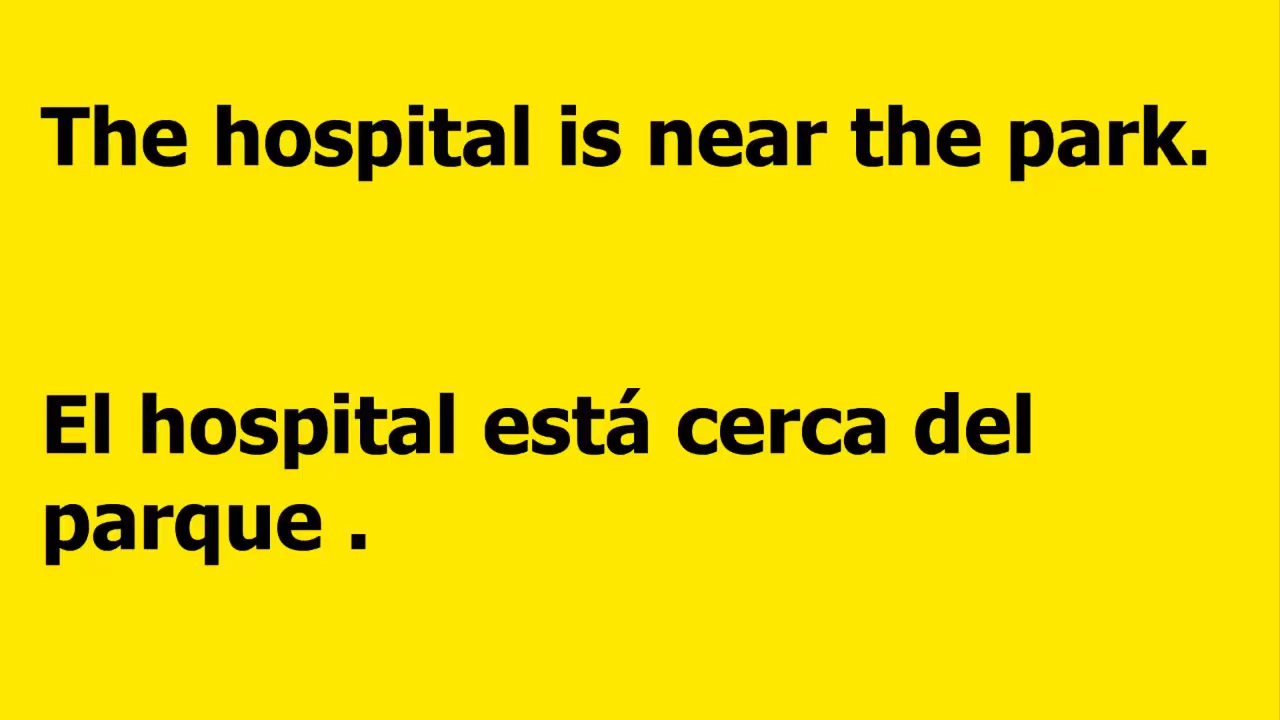 The hospital is near the park.
El hospital está cerca del
parque .